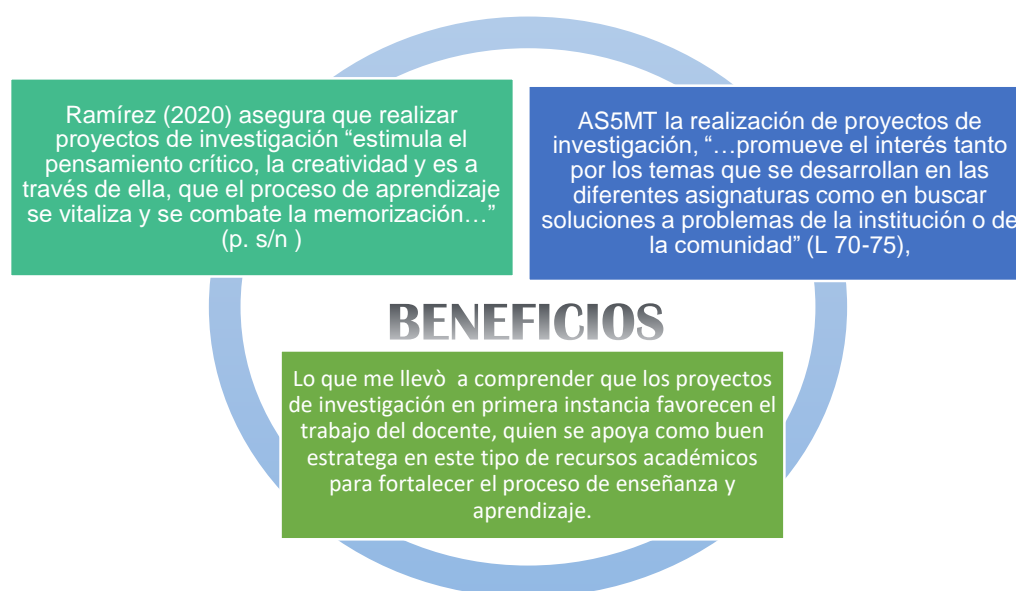 Ramírez (2020) asegura que realizar
proyectos de investigación “estimula el
pensamiento crítico, la creatividad y es a
través de ella, que el proceso de aprendizaje
se vitaliza y se combate la memorización…”
(p. s/n )
AS5MT la realización de proyectos de
investigación, “…promueve el interés tanto
por los temas que se desarrollan en las
diferentes asignaturas como en buscar
soluciones a problemas de la institución o de
la comunidad” (L 70-75),
BENEFICIOS
Lo que me llevò a comprender que los proyectos
de investigación en primera instancia favorecen el
trabajo del docente, quien se apoya como buen
estratega en este tipo de recursos académicos
para fortalecer el proceso de enseñanza y
aprendizaje.